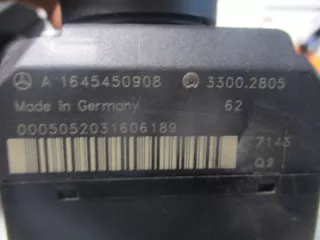 A 1645450908 3300.2805
Made in Germany 62
0005052031606189
7143
Q2